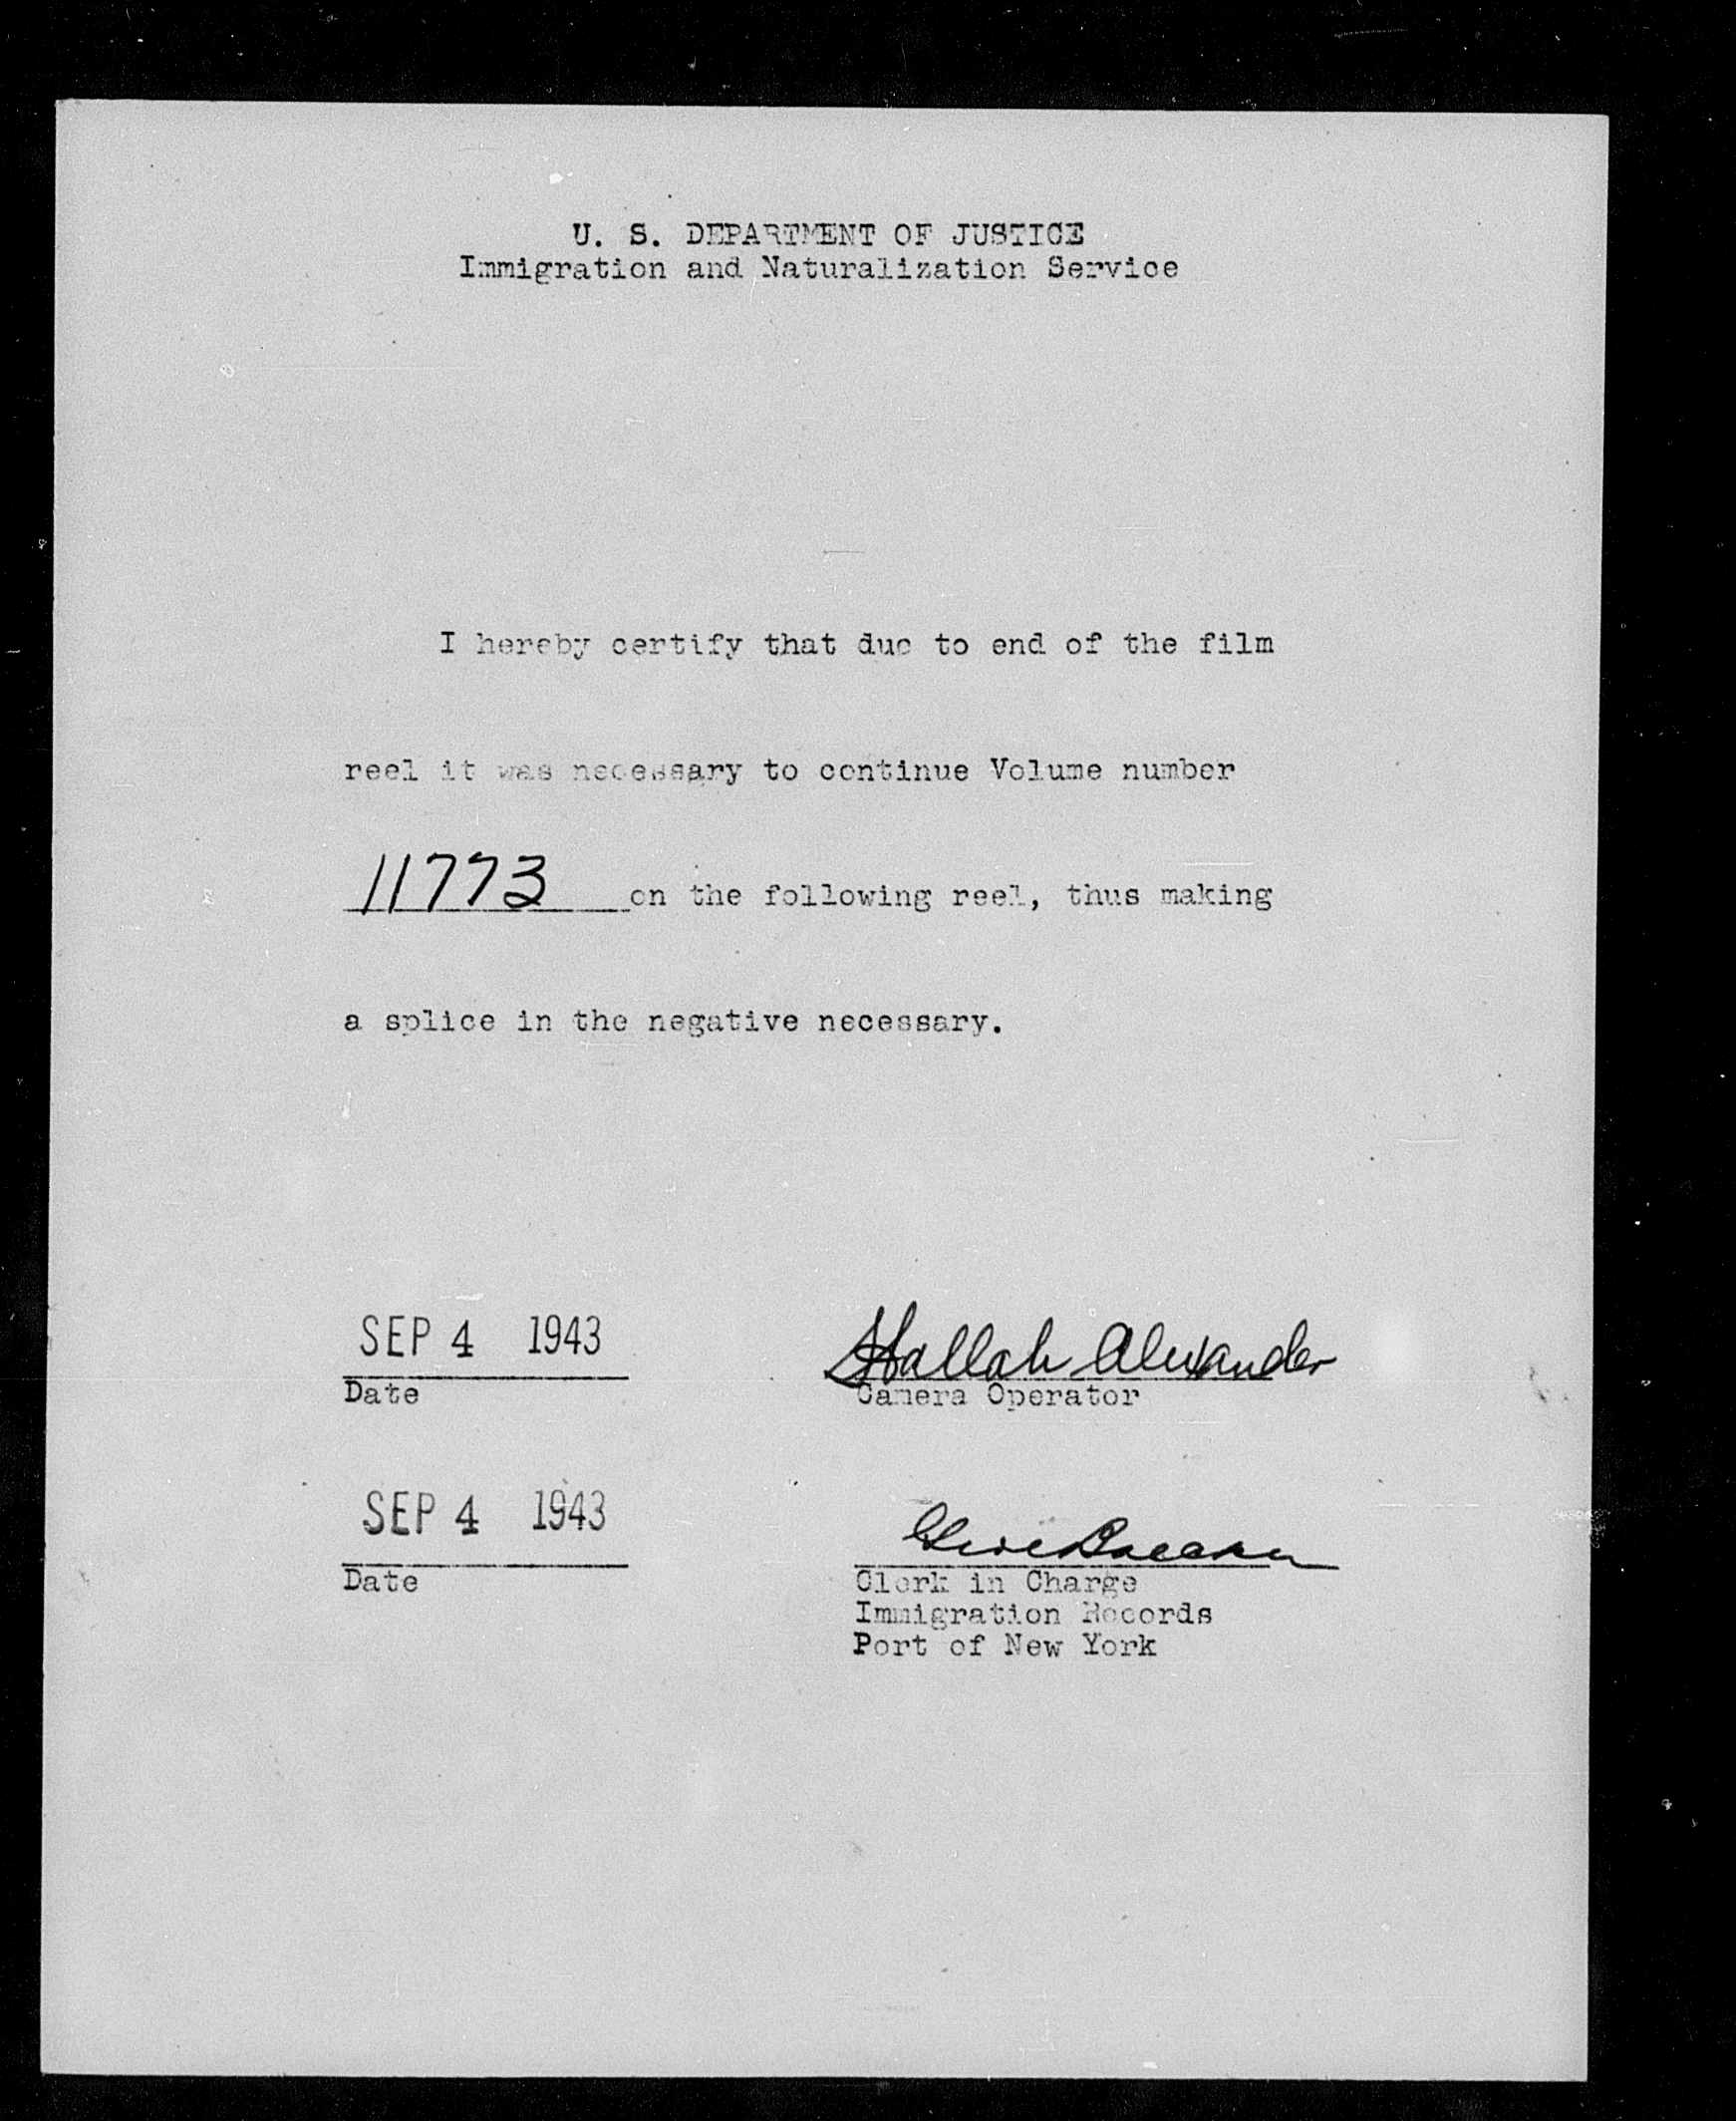 U. S. DEPARTMENT OF JUSTICE
Immigration and Naturalization Service
I hereby certify that due to end of the film
reel it was necessary to continue Volume number
11773 on the following reel, thus making
a splice in the negative necessary.
SEP 4 1943
Date
Hallah Alexander
Camera Operator
SEP 4 1943
Date
Clerk in Charge
Immigration Records
Port of New York